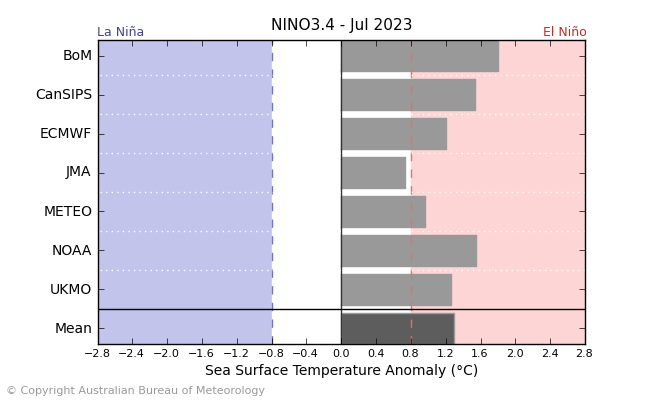 NINO3.4 - Jul 2023
La Niña
El Niño
BoM
CanSIPS
ECMWF
JMA
METEO
NOAA
UKMO
Mean
−2.8 −2.4 −2.0 −1.6 −1.2 −0.8 −0.4 0.0 0.4 0.8 1.2 1.6 2.0 2.4 2.8
Sea Surface Temperature Anomaly (°C)
© Copyright Australian Bureau of Meteorology